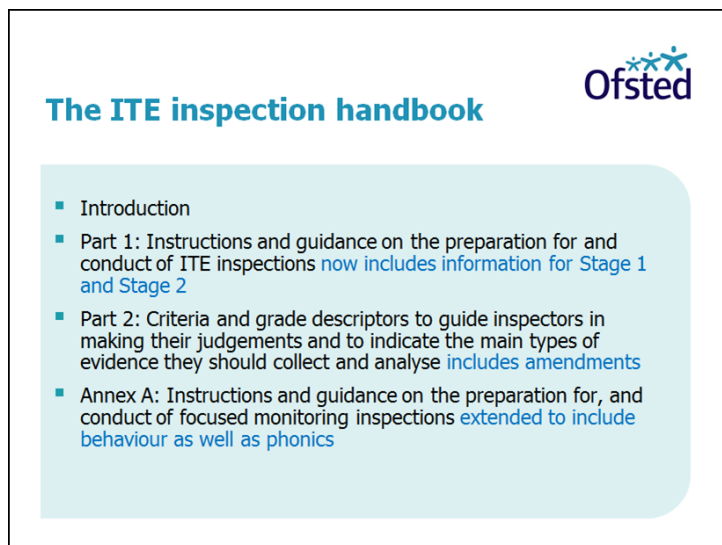 Ofsted
The ITE inspection handbook
Introduction
Part 1: Instructions and guidance on the preparation for and
conduct of ITE inspections now includes information for Stage 1
and Stage 2
Part 2: Criteria and grade descriptors to guide inspectors in
making their judgements and to indicate the main types of
evidence they should collect and analyse includes amendments
Annex A: Instructions and guidance on the preparation for, and
conduct of focused monitoring inspections extended to include
behaviour as well as phonics